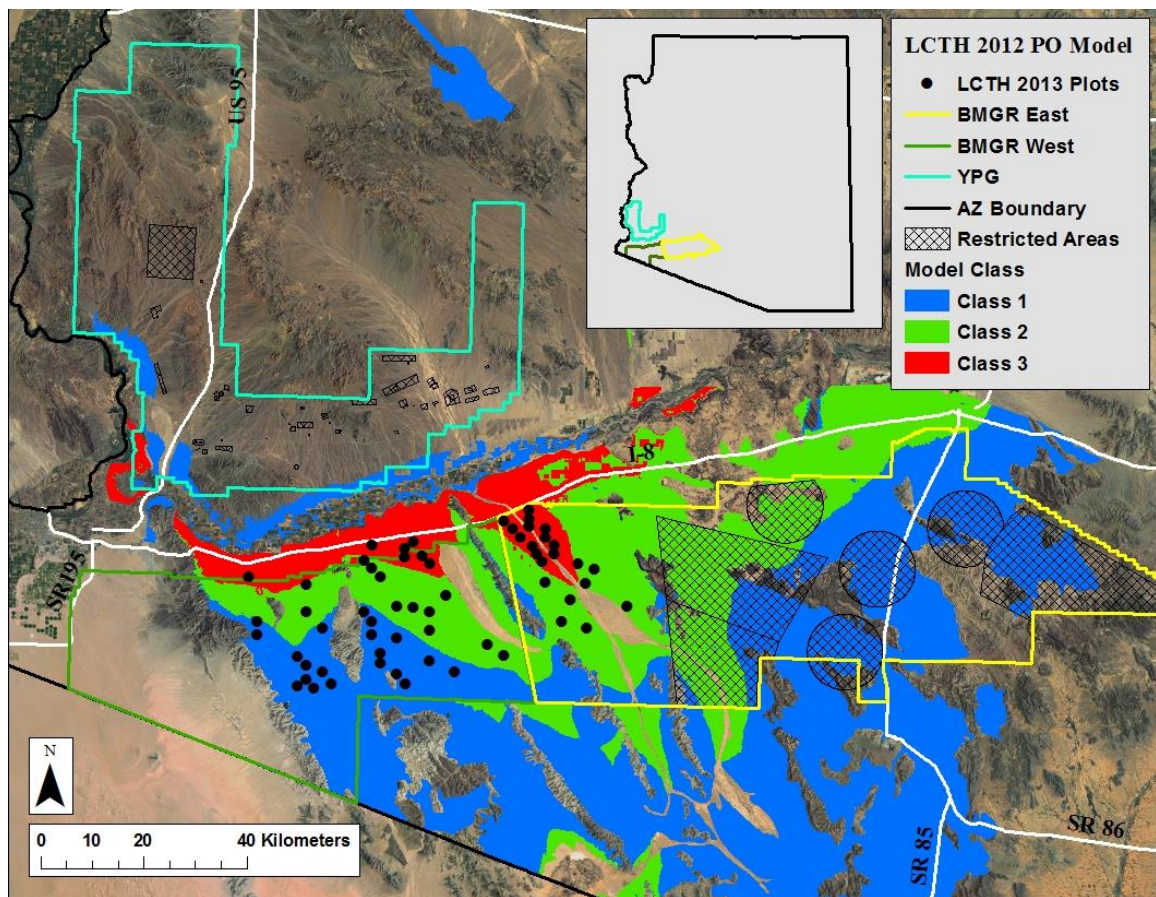 LCTH 2012 PO Model
LCTH 2013 Plots
BMGR East
BMGR West
YPG
AZ Boundary
Restricted Areas
Model Class
Class 1
Class 2
Class 3
US 95
I-8
SR195
SR 85
SR 86
N
0 10 20 40 Kilometers